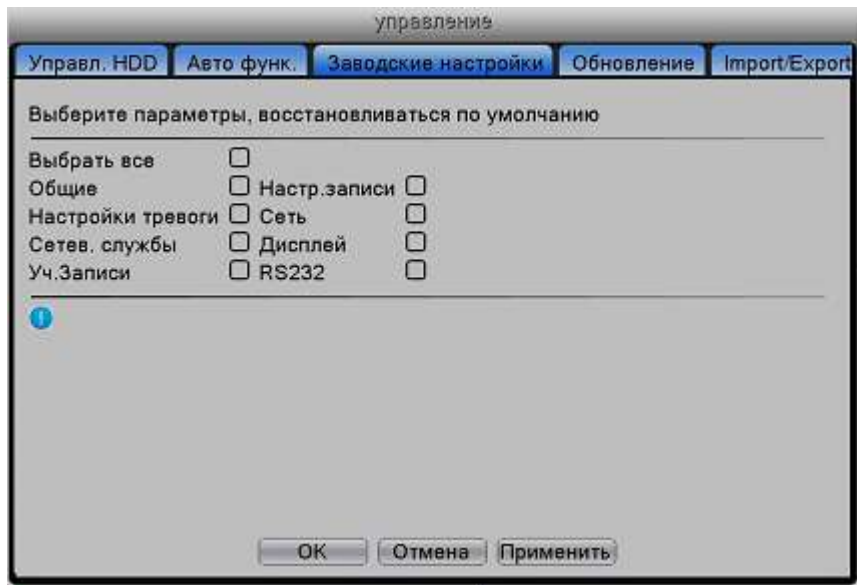 управление
Управл. HDD Авто функ. Заводские настройки Обновление Import/Export
Выберите параметры, восстановливаться по умолчанию
Выбрать все
Общие Настр.записи
Настройки тревоги Сеть
Сетев. службы Дисплей
Уч.Записи RS232
OK Отмена Применить